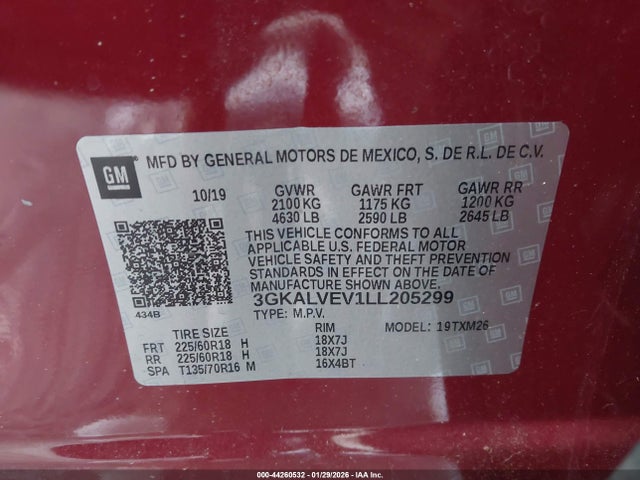 GM
MFD BY GENERAL MOTORS DE MEXICO, S. DE R.L. DE C.V.
10/19 GVWR GAWR FRT GAWR RR
2100 KG 1175 KG 1200 KG
4630 LB 2590 LB 2645 LB
THIS VEHICLE CONFORMS TO ALL
APPLICABLE U.S. FEDERAL MOTOR
VEHICLE SAFETY AND THEFT
PREVENTION STANDARDS IN EFFECT ON THE DATE OF
MANUFACTURE SHOWN ABOVE.
3GKALVEV1LL205299
434B
TYPE: M.P.V. MODEL: 19TXM26
TIRE SIZE RIM
FRT 225/60R18 H 18X7J
RR 225/60R18 H 18X7J
SPA T135/70R16 M 16X4BT
000-44260532 - 01/29/2026 - IAA Inc.